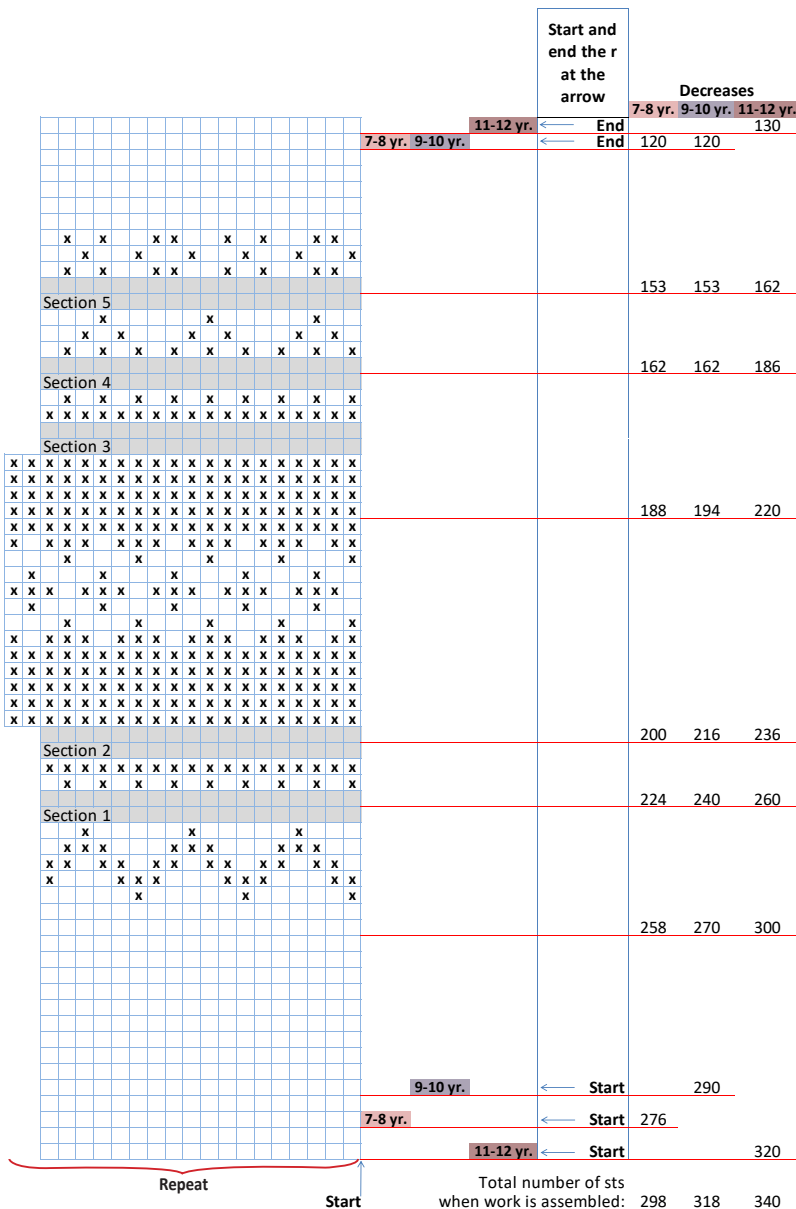 Start and
end the r
at the
arrow
Decreases
7-8 yr. 9-10 yr. 11-12 yr.
11-12 yr. ← End 130
7-8 yr. 9-10 yr. ← End 120 120
153 153 162
Section 5
162 162 186
Section 4
Section 3
188 194 220
200 216 236
Section 2
224 240 260
Section 1
258 270 300
9-10 yr. ← Start 290
7-8 yr. ← Start 276
11-12 yr. ← Start 320
Repeat
Start
Total number of sts
when work is assembled: 298 318 340